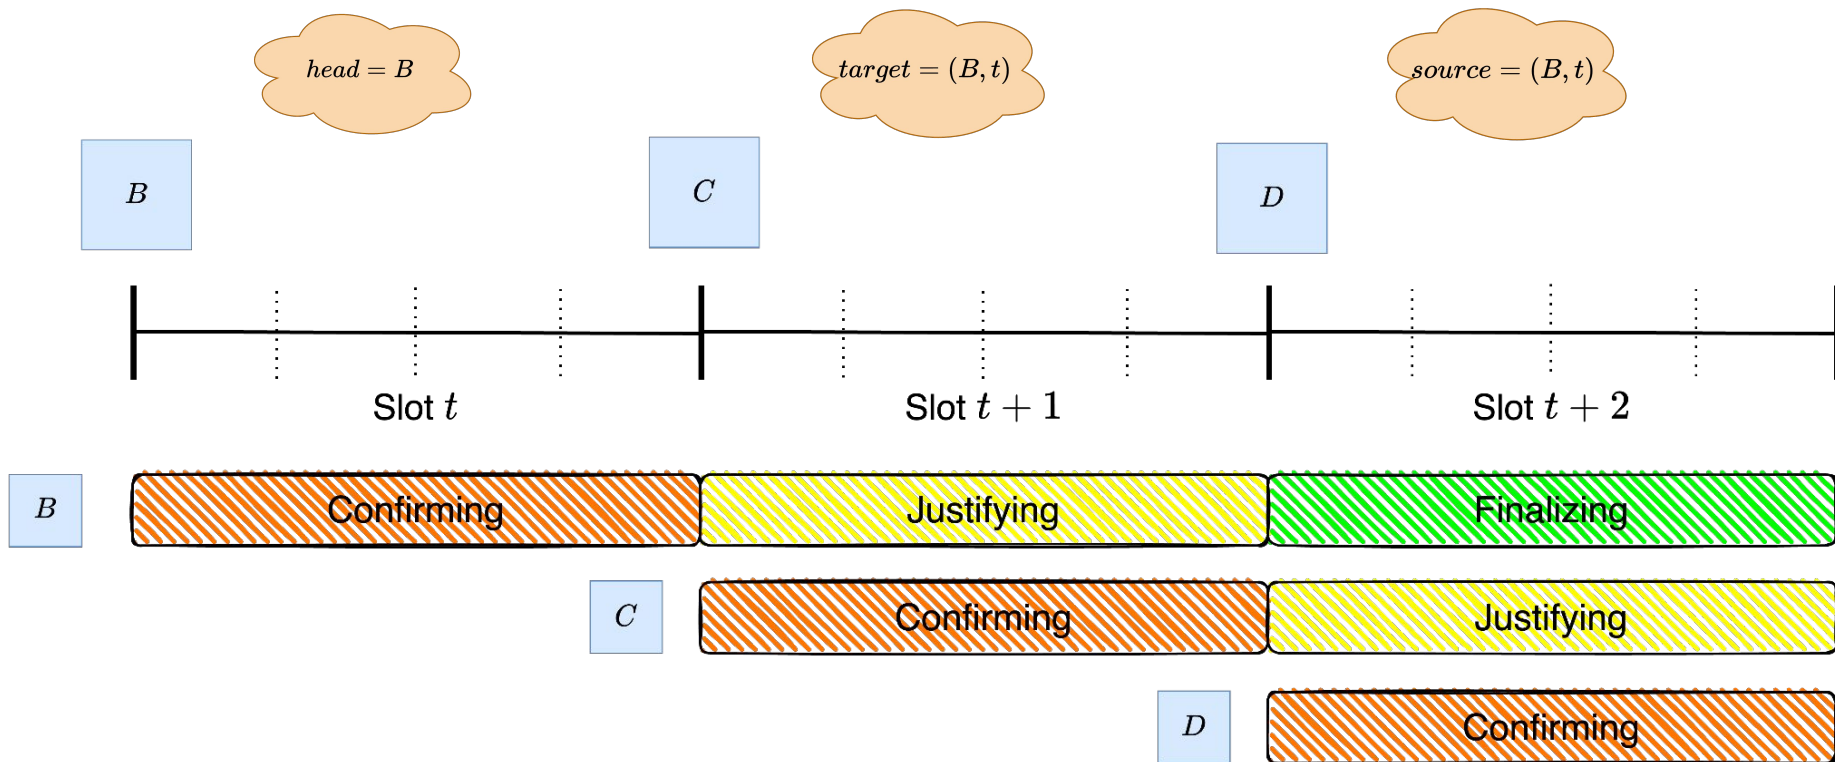 head = B
target = (B, t)
source = (B, t)
B
C
D
Slot t
Slot t + 1
Slot t + 2
B
Confirming
Justifying
Finalizing
C
Confirming
Justifying
D
Confirming